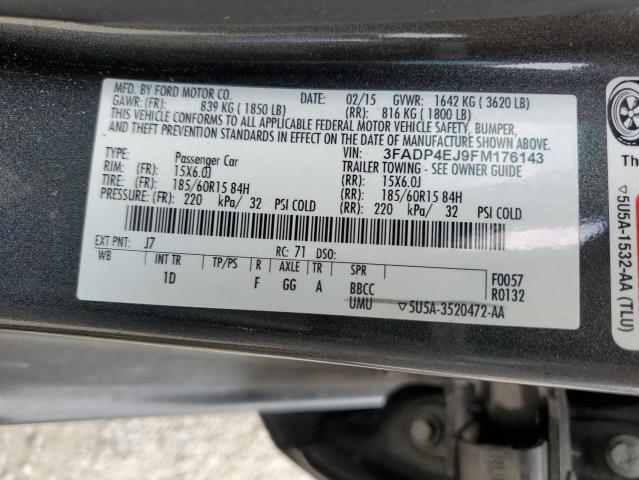 MFD. BY FORD MOTOR CO. DATE: 02/15 GVWR: 1642 KG ( 3620 LB)
GAWR: (FR): 839 KG ( 1850 LB) (RR): 816 KG ( 1800 LB)
THIS VEHICLE CONFORMS TO ALL APPLICABLE FEDERAL MOTOR VEHICLE SAFETY, BUMPER,
AND THEFT PREVENTION STANDARDS IN EFFECT ON THE DATE OF MANUFACTURE SHOWN ABOVE.
VIN: 3FADP4EJ9FM176143
TYPE: Passenger Car TRAILER TOWING - SEE OWNER GUIDE
RIM: (FR) 15X6.0J (RR): 15X6.0J
TIRE: (FR) 185/60R15 84H (RR): 185/60R15 84H
PRESSURE: (FR) 220 kPa/ 32 PSI COLD (RR): 220 kPa/ 32 PSI COLD
EXT PNT: J7 RC: 71 DSO:
WB INT TR TP/PS R AXLE TR SPR F0057
1D F GG A BBCC R0132
UMU ▽5U5A-3520472-AA
Th
▽5U5A-1532-AA (TLU)